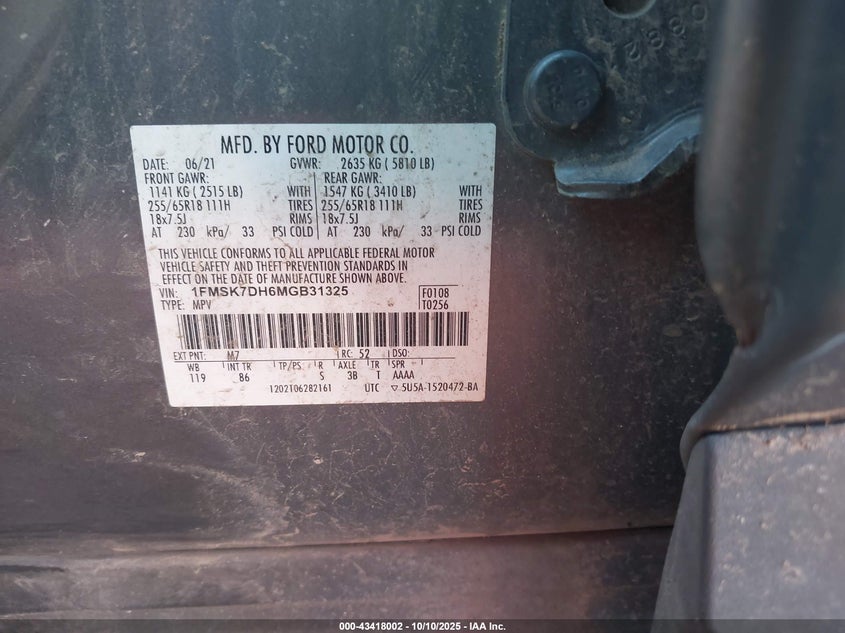 0882
MFD. BY FORD MOTOR CO.
DATE: 06/21 GVWR: 2635 KG ( 5810 LB)
FRONT GAWR: REAR GAWR:
1141 KG ( 2515 LB) WITH 1547 KG ( 3410 LB) WITH
255/65R18 111H TIRES 255/65R18 111H TIRES
18x7.5J RIMS 18x7.5J RIMS
AT 230 kPa/ 33 PSI COLD AT 230 kPa/ 33 PSI COLD
THIS VEHICLE CONFORMS TO ALL APPLICABLE FEDERAL MOTOR
VEHICLE SAFETY AND THEFT PREVENTION STANDARDS IN
EFFECT ON THE DATE OF MANUFACTURE SHOWN ABOVE.
VIN: 1FMSK7DH6MGB31325 F0108
TYPE: MPV T0256
EXT PNT: M7 RC: 52 DSO:
WB INT TR TP/PS R AXLE TR SPR
119 86 S 3B T AAAA
1202106282161 UTC ▽ 5U5A-1520472-BA
000-43418002 - 10/10/2025 - IAA Inc.